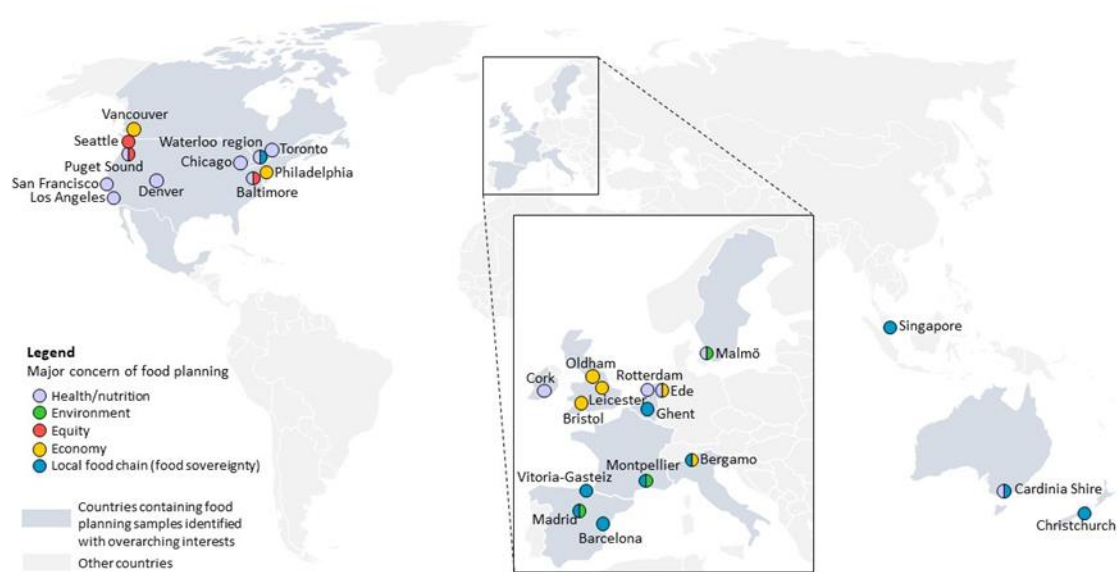 Vancouver
Seattle
Waterloo region
Toronto
Puget Sound
Chicago
Philadelphia
San Francisco
Denver
Baltimore
Los Angeles
Singapore
Malmö
Oldham
Cork
Rotterdam
Ede
Leicester
Bristol
Ghent
Montpellier
Bergamo
Vitoria-Gasteiz
Madrid
Barcelona
Cardinia Shire
Christchurch
Legend
Major concern of food planning
Health/nutrition
Environment
Equity
Economy
Local food chain (food sovereignty)
Countries containing food
planning samples identified
with overarching interests
Other countries